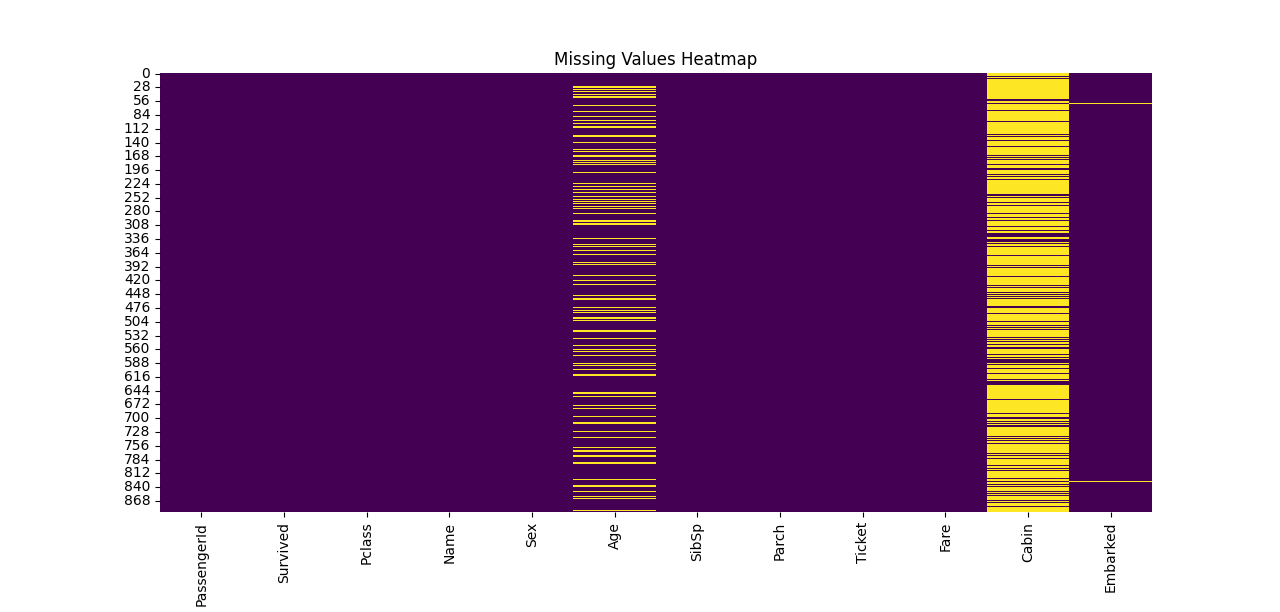 Missing Values Heatmap
0
28
56
84
112
140
168
196
224
252
280
308
336
364
392
420
448
476
504
532
560
588
616
644
672
700
728
756
784
812
840
868
PassengerId
Survived
Pclass
Name
Sex
Age
SibSp
Parch
Ticket
Fare
Cabin
Embarked